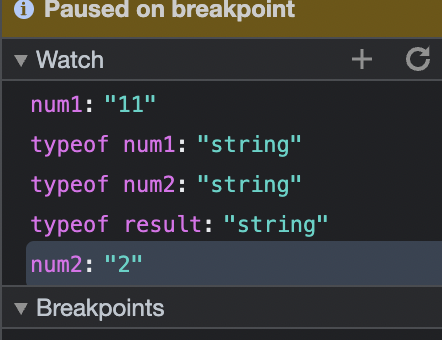 Paused on breakpoint
Watch
num1: "11"
typeof num1: "string"
typeof num2: "string"
typeof result: "string"
num2: "2"
Breakpoints